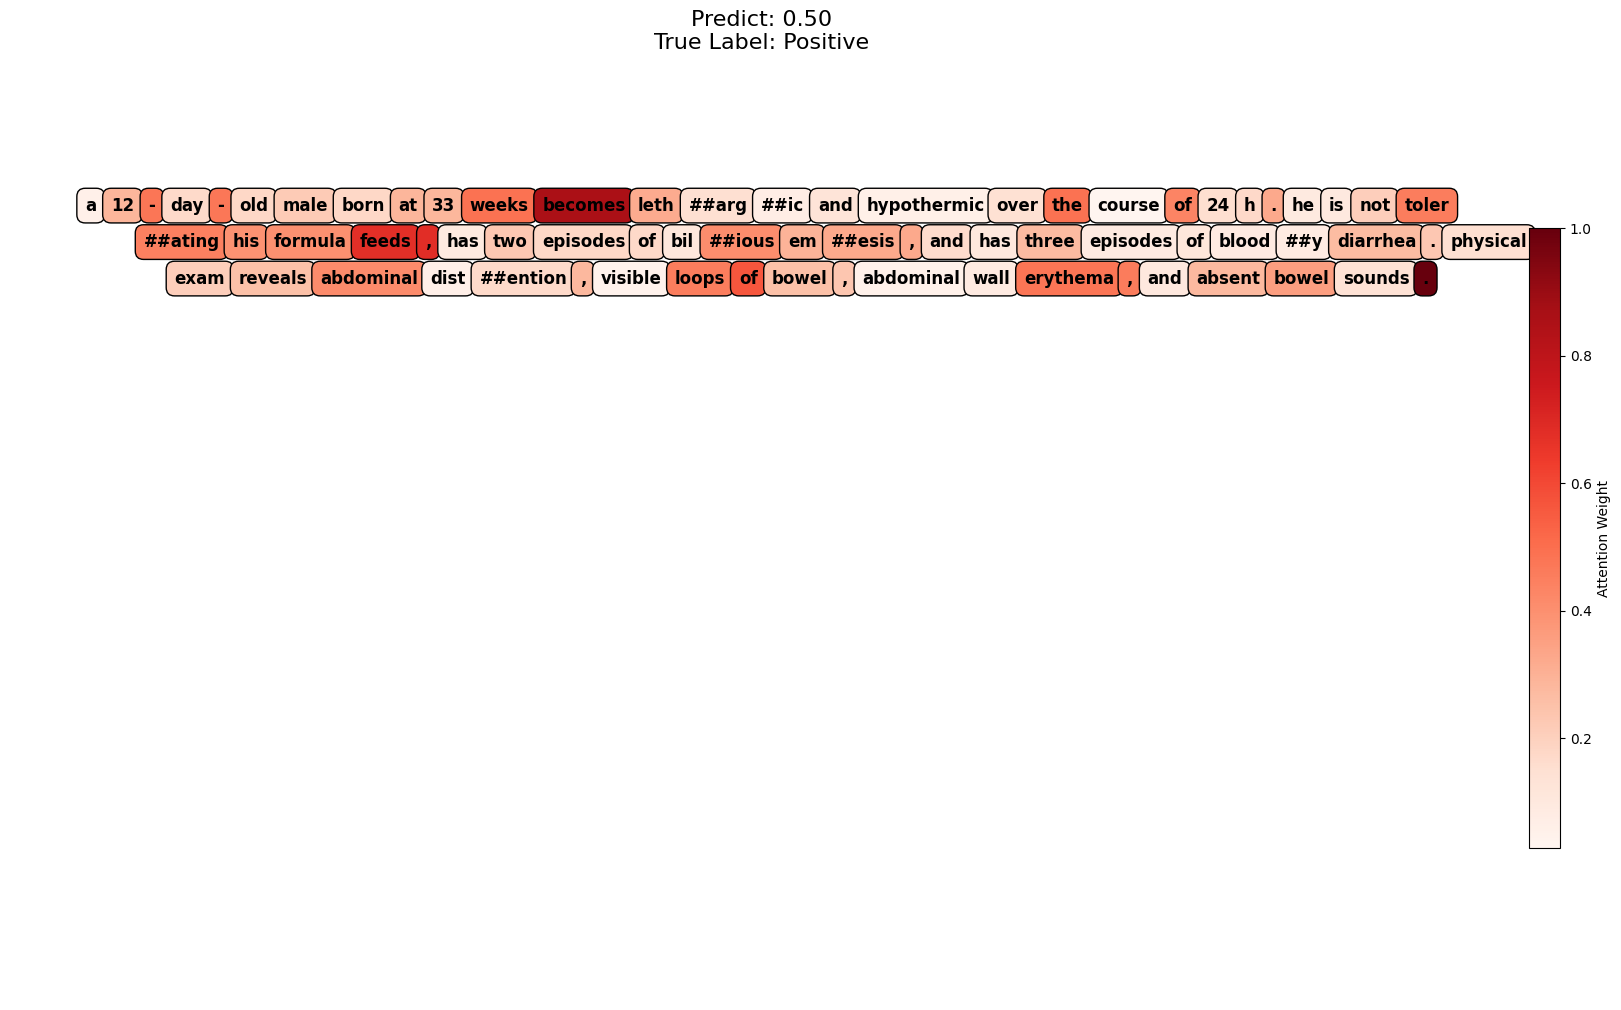 Predict: 0.50
True Label: Positive
a 12 - day - old male born at 33 weeks becomes leth ##arg ##ic and hypothermic over the course of 24 h . he is not toler
##ating his formula feeds , has two episodes of bil ##ious em ##esis , and has three episodes of blood ##y diarrhea . physical
exam reveals abdominal dist ##ention , visible loops of bowel , abdominal wall erythema , and absent bowel sounds .
1.0
0.8
0.6
0.4
0.2
Attention Weight